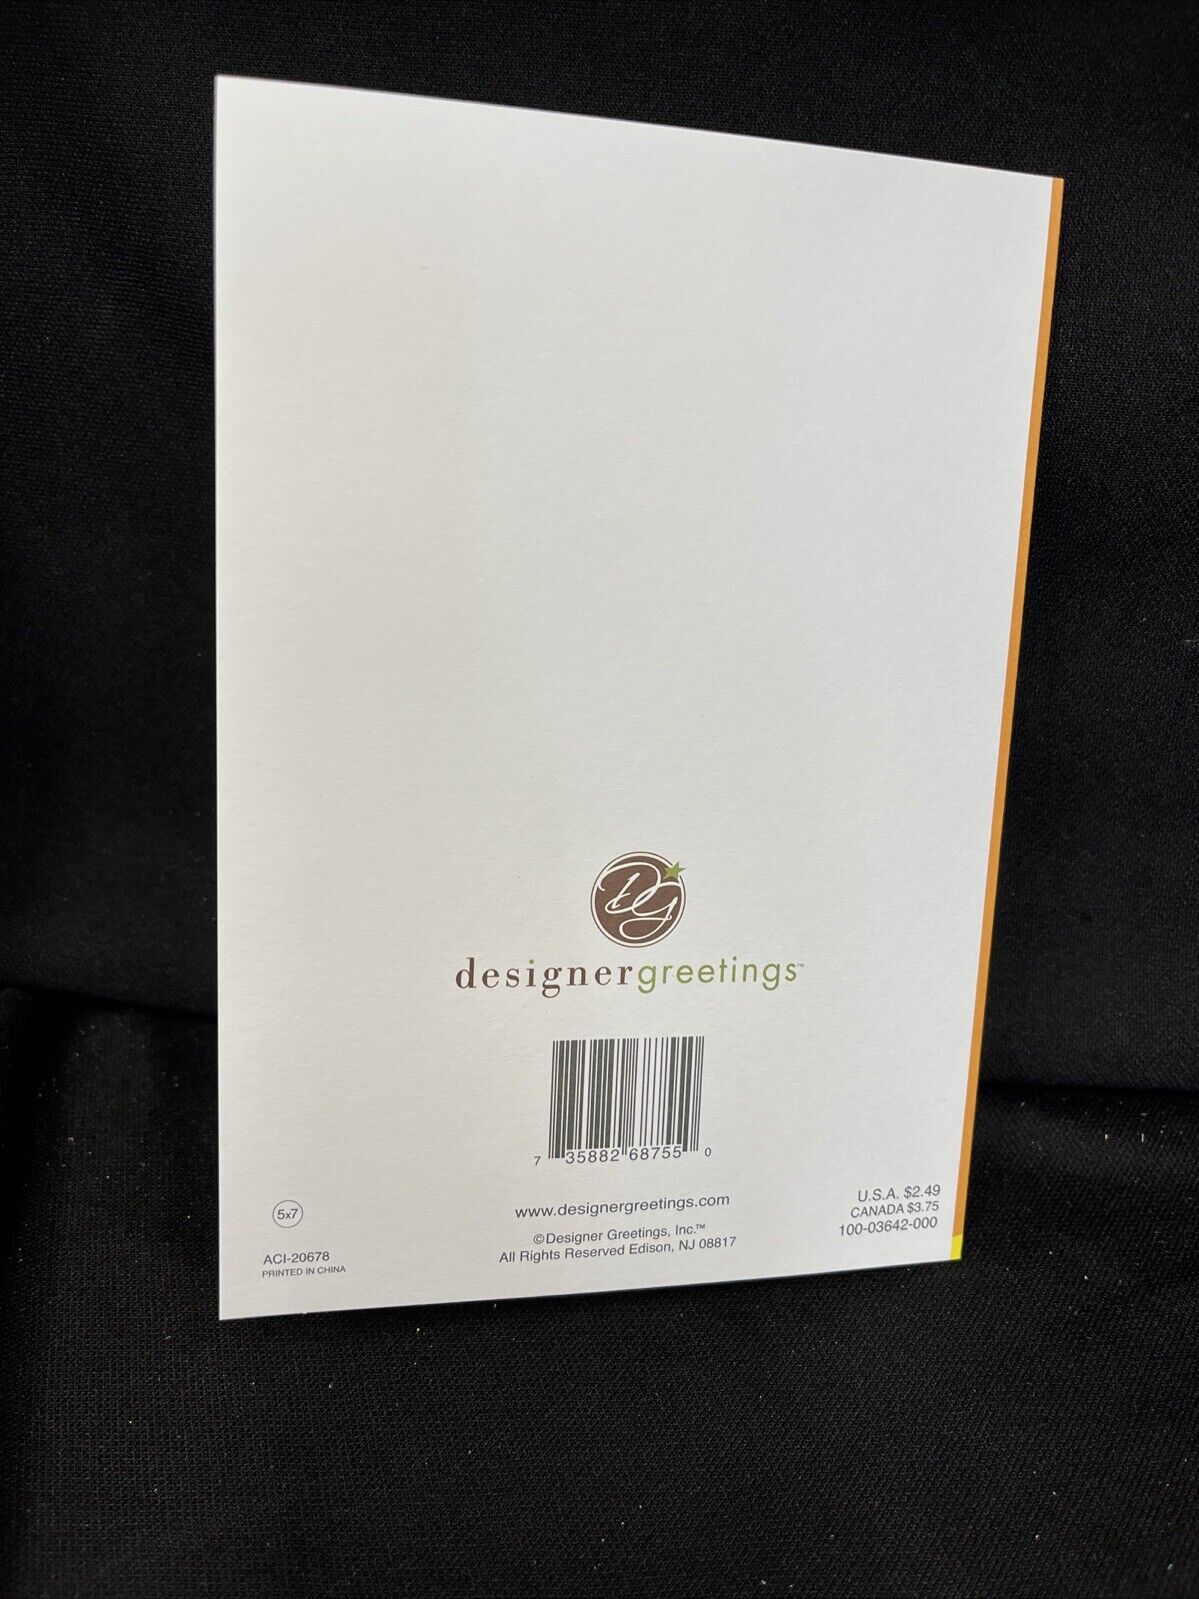 DG
designergreetings™
7 35882 68755 0
www.designergreetings.com
©Designer Greetings, Inc.™
All Rights Reserved Edison, NJ 08817
5x7
ACI-20678
PRINTED IN CHINA
U.S.A. $2.49
CANADA $3.75
100-03642-000